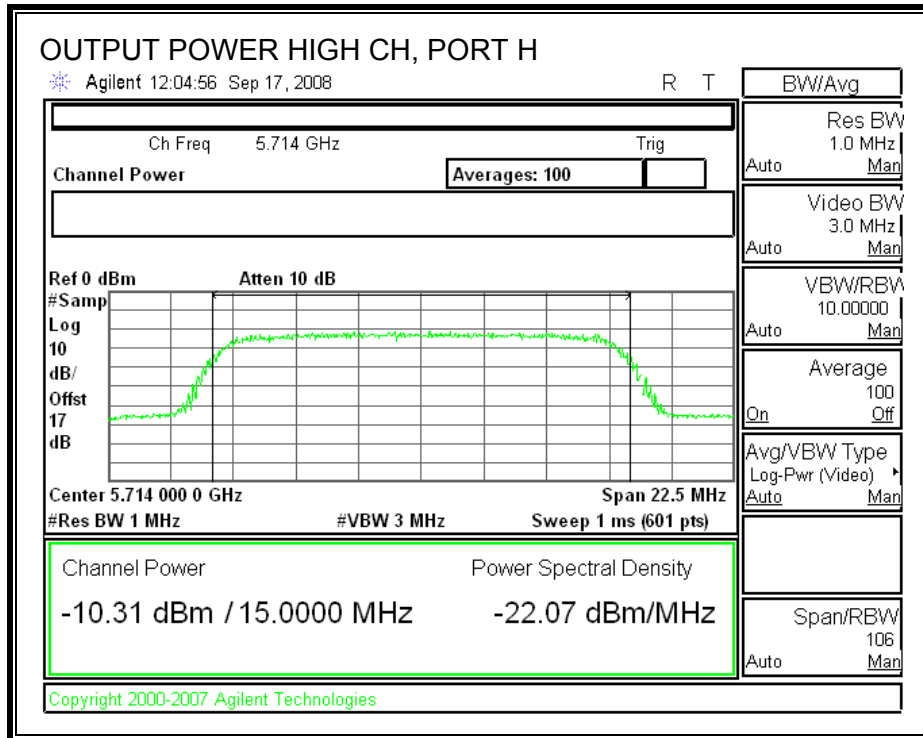 OUTPUT POWER HIGH CH, PORT H
Agilent 12:04:56 Sep 17, 2008 R T
Ch Freq 5.714 GHz Trig
Channel Power Averages: 100
Ref 0 dBm Atten 10 dB
#Samp
Log
10
dB/
Offst
17
dB
Center 5.714 000 0 GHz Span 22.5 MHz
#Res BW 1 MHz #VBW 3 MHz Sweep 1 ms (601 pts)
Channel Power Power Spectral Density
-10.31 dBm / 15.0000 MHz -22.07 dBm/MHz
Copyright 2000-2007 Agilent Technologies
BW/Avg
Res BW
1.0 MHz
Auto Man
Video BW
3.0 MHz
Auto Man
VBW/RBW
10.00000
Auto Man
Average
100
On Off
Avg/VBW Type
Log-Pwr (Video)
Auto Man
Span/RBW
106
Auto Man